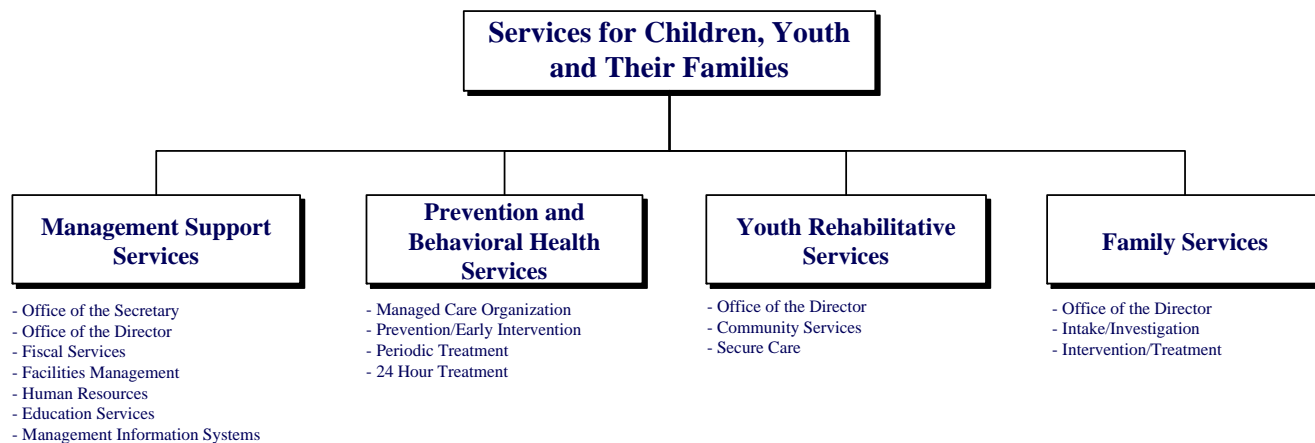 Services for Children, Youth
and Their Families
Management Support
Services
- Office of the Secretary
- Office of the Director
- Fiscal Services
- Facilities Management
- Human Resources
- Education Services
- Management Information Systems
Prevention and
Behavioral Health
Services
- Managed Care Organization
- Prevention/Early Intervention
- Periodic Treatment
- 24 Hour Treatment
Youth Rehabilitative
Services
- Office of the Director
- Community Services
- Secure Care
Family Services
- Office of the Director
- Intake/Investigation
- Intervention/Treatment